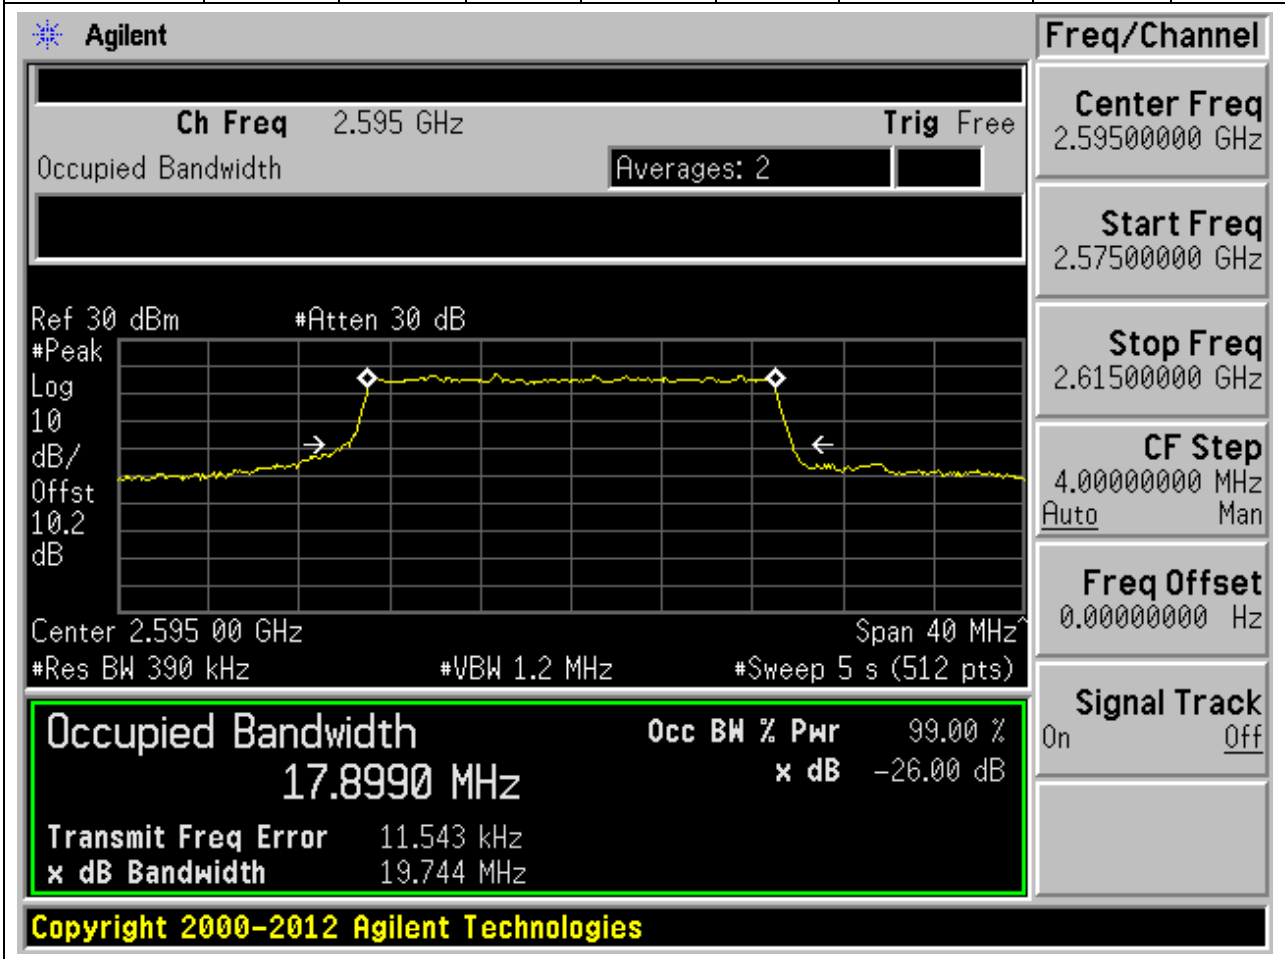 Agilent
Freq/Channel
Ch Freq 2.595 GHz Trig Free
Occupied Bandwidth Averages: 2
Center Freq
2.59500000 GHz
Start Freq
2.57500000 GHz
Stop Freq
2.61500000 GHz
CF Step
4.00000000 MHz
Auto Man
Freq Offset
0.00000000 Hz
Signal Track
On Off
Ref 30 dBm #Atten 30 dB
#Peak
Log
10
dB/
Offst
10.2
dB
Center 2.595 00 GHz Span 40 MHz^
#Res BW 390 kHz #VBW 1.2 MHz #Sweep 5 s (512 pts)
Occupied Bandwidth Occ BW % Pwr 99.00 %
17.8990 MHz x dB -26.00 dB
Transmit Freq Error 11.543 kHz
x dB Bandwidth 19.744 MHz
Copyright 2000-2012 Agilent Technologies